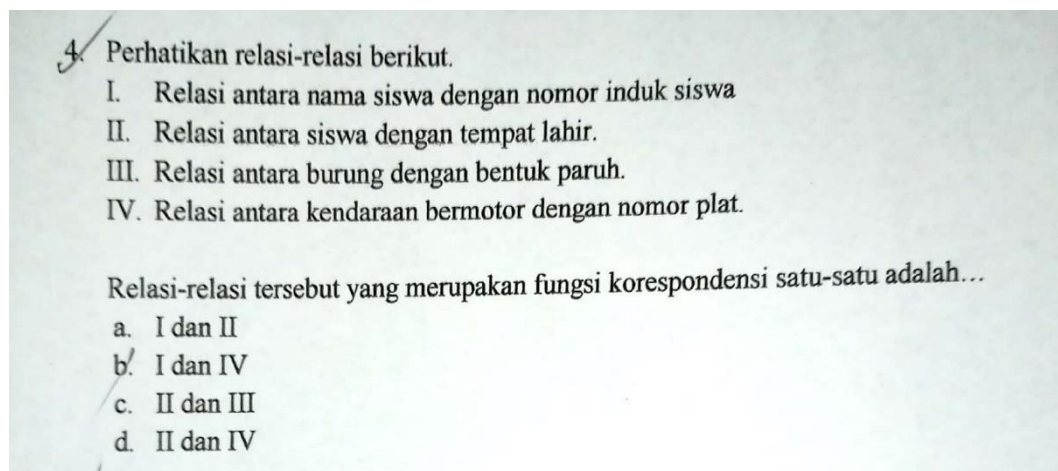 4. Perhatikan relasi-relasi berikut.
I. Relasi antara nama siswa dengan nomor induk siswa
II. Relasi antara siswa dengan tempat lahir.
III. Relasi antara burung dengan bentuk paruh.
IV. Relasi antara kendaraan bermotor dengan nomor plat.
Relasi-relasi tersebut yang merupakan fungsi korespondensi satu-satu adalah…
a. I dan II
b. I dan IV
c. II dan III
d. II dan IV